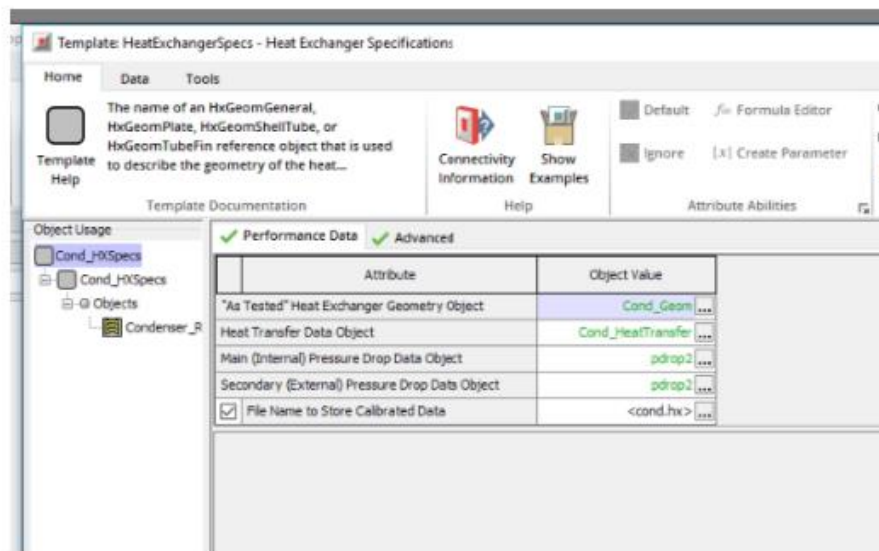 Template: HeatExchangerSpecs - Heat Exchanger Specifications
Home Data Tools
Template Help
The name of an HxGeomGeneral,
HxGeomPlate, HxGeomShellTube, or
HxGeomTubeFin reference object that is used
to describe the geometry of the heat...
Template Documentation
Connectivity Information
Show Examples
Help
Default
Formula Editor
Ignore
[X] Create Parameter
Attribute Abilities
Object Usage
Cond_HXSpecs
Cond_HXSpecs
Objects
Condenser_R
Performance Data Advanced
Attribute Object Value
"As Tested" Heat Exchanger Geometry Object Cond_Geom ...
Heat Transfer Data Object Cond_HeatTransfer ...
Main (Internal) Pressure Drop Data Object pdrop2 ...
Secondary (External) Pressure Drop Data Object pdrop2 ...
File Name to Store Calibrated Data <cond.hx> ...